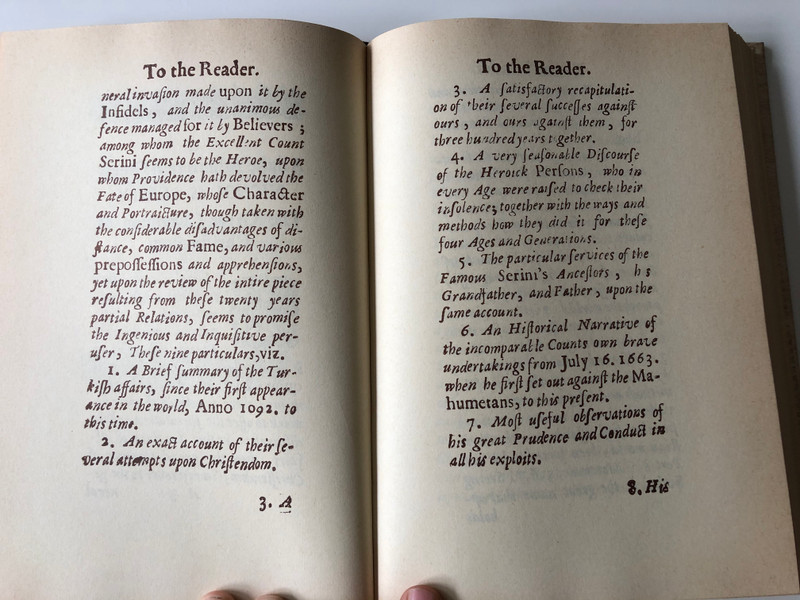 To the Reader.
neral invaſion made upon it by the
Infidels, and the unanimous de-
fence managed for it by Believers ;
among whom the Excellent Count
Serini ſeems to be the Heroe, upon
whom Providence hath devolved the
Fate of Europe, whoſe Character
and Portraicture, though taken with
the conſiderable diſadvantages of di-
ſtance, common Fame, and various
prepoſſeſſions and apprehenſions,
yet upon the review of the intire piece
reſulting from theſe twenty years
partial Relations, ſeems to promiſe
the Ingenious and Inquiſitive per-
uſer, Theſe nine particulars, viz.
1. A Brief ſummary of the Tur-
kiſh affairs, ſince their firſt appear-
ance in the world, Anno 1092. to
this time.
2. An exact account of their ſe-
veral attempts upon Chriſtendom.
3. A
To the Reader.
3. A ſatisfactory recapitulati-
on of their ſeveral ſucceſſes againſt
ours, and ours againſt them, for
three hundred years together.
4. A very ſeaſonable Diſcourſe
of the Heroick Perſons, who in
every Age were raiſed to check their
inſolence; together with the ways and
methods how they did it for theſe
four Ages and Generations.
5. The particular ſervices of the
Famous Serini's Anceſtors, his
Grandfather, and Father, upon the
ſame account.
6. An Hiſtorical Narrative of
the incomparable Counts own brave
undertakings from July 16. 1663.
when he firſt ſet out againſt the Ma-
humetans, to this preſent.
7. Moſt uſeful obſervations of
his great Prudence and Conduct in
all his exploits.
8. His